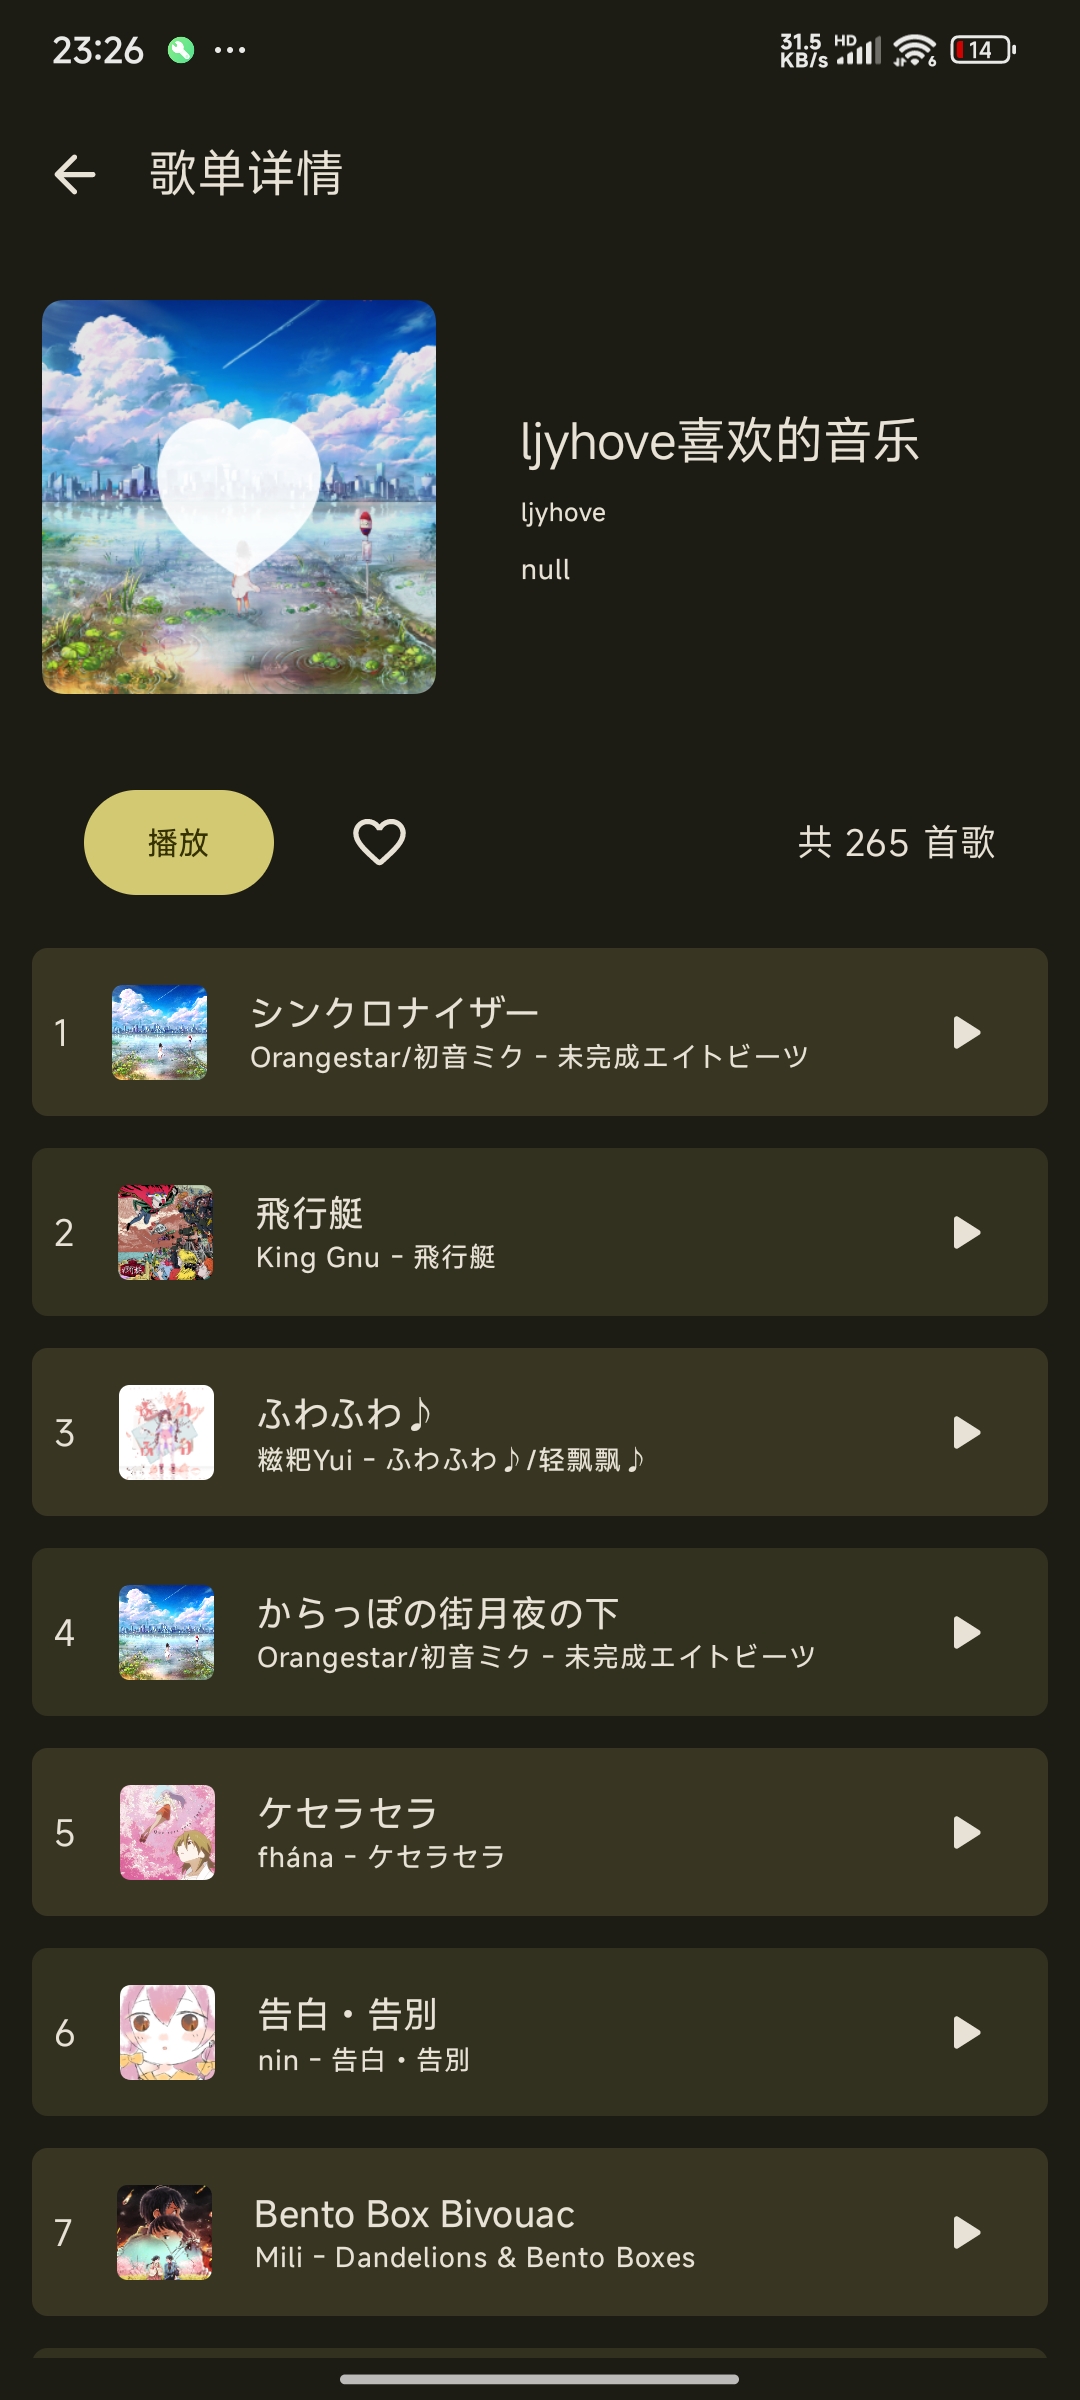 23:26
31.5 KB/s
HD
6
14
歌单详情
ljyhove喜欢的音乐
ljyhove
null
播放
共 265 首歌
1
シンクロナイザー
Orangestar/初音ミク - 未完成エイトビーツ
2
飛行艇
King Gnu - 飛行艇
3
ふわふわ♪
糍粑Yui - ふわふわ♪/轻飘飘♪
4
からっぽの街月夜の下
Orangestar/初音ミク - 未完成エイトビーツ
5
ケセラセラ
fhána - ケセラセラ
6
告白・告別
nin - 告白・告別
7
Bento Box Bivouac
Mili - Dandelions & Bento Boxes